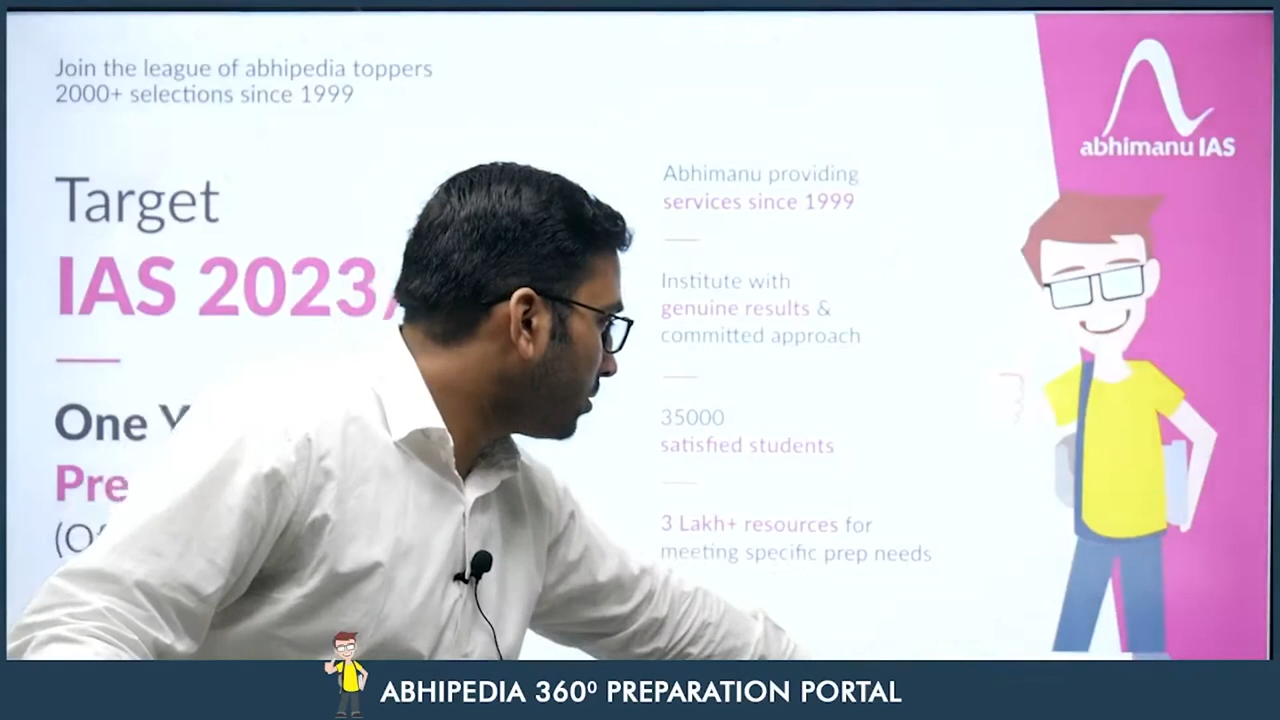 Join the league of abhipedia toppers
2000+ selections since 1999
Target
IAS 2023
One
Pre
Abhimanu providing
services since 1999
Institute with
genuine results &
committed approach
35000
satisfied students
3 Lakh+ resources for
meeting specific prep needs
abhimanu IAS
ABHIPEDIA 360⁰ PREPARATION PORTAL